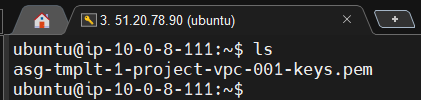 3. 51.20.78.90 (ubuntu)
ubuntu@ip-10-0-8-111:~$ ls
asg-tmplt-1-project-vpc-001-keys.pem
ubuntu@ip-10-0-8-111:~$